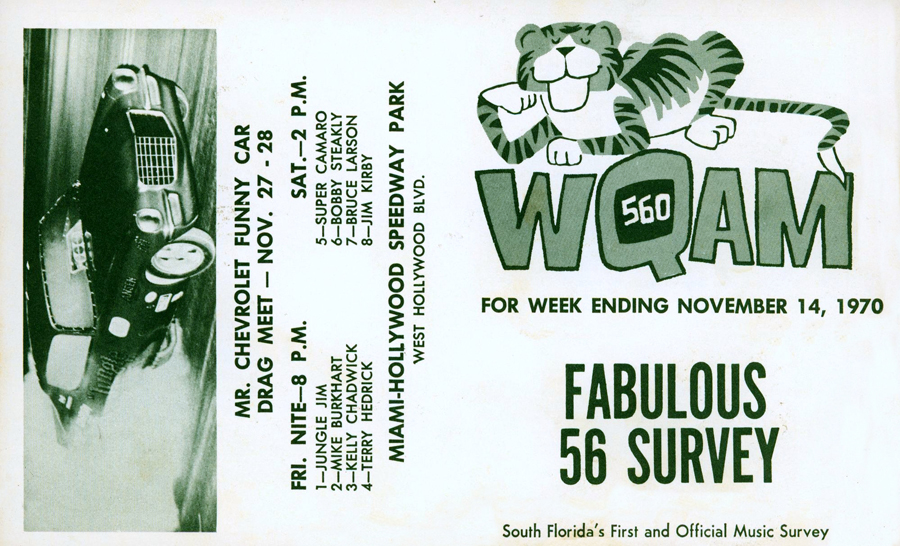 MR. CHEVROLET FUNNY CAR
DRAG MEET — NOV. 27 - 28
FRI. NITE—8 P.M.
1—JUNGLE JIM
2—MIKE BURKHART
3—KELLY CHADWICK
4—TERRY HEDRICK
SAT.—2 P.M.
5—SUPER CAMARO
6—BOBBY STEAKLY
7—BRUCE LARSON
8—JIM KIRBY
MIAMI-HOLLYWOOD SPEEDWAY PARK
WEST HOLLYWOOD BLVD.
WQAM
560
FOR WEEK ENDING NOVEMBER 14, 1970
FABULOUS
56 SURVEY
South Florida's First and Official Music Survey